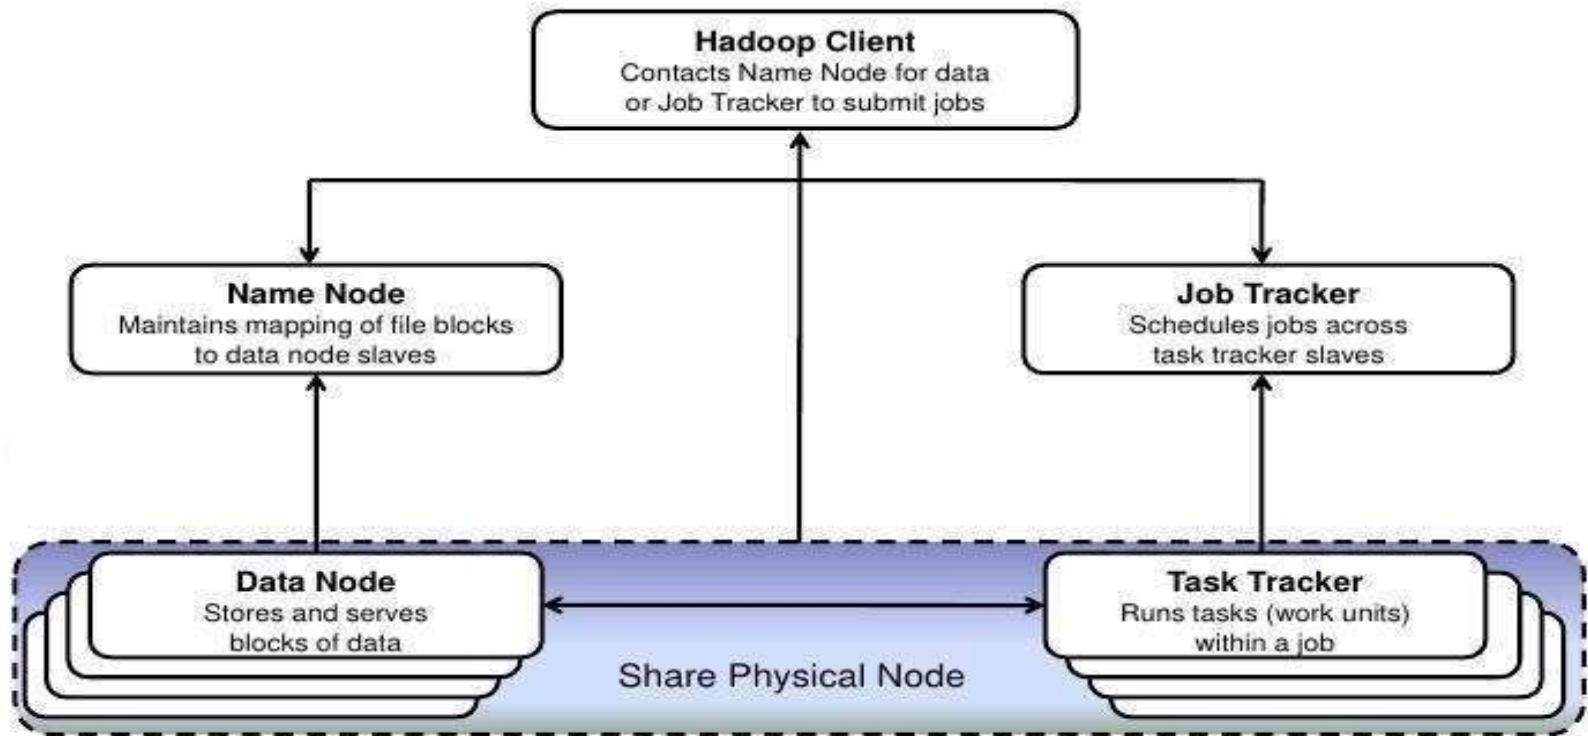 Hadoop Client
Contacts Name Node for data
or Job Tracker to submit jobs
Name Node
Maintains mapping of file blocks
to data node slaves
Job Tracker
Schedules jobs across
task tracker slaves
Data Node
Stores and serves
blocks of data
Task Tracker
Runs tasks (work units)
within a job
Share Physical Node